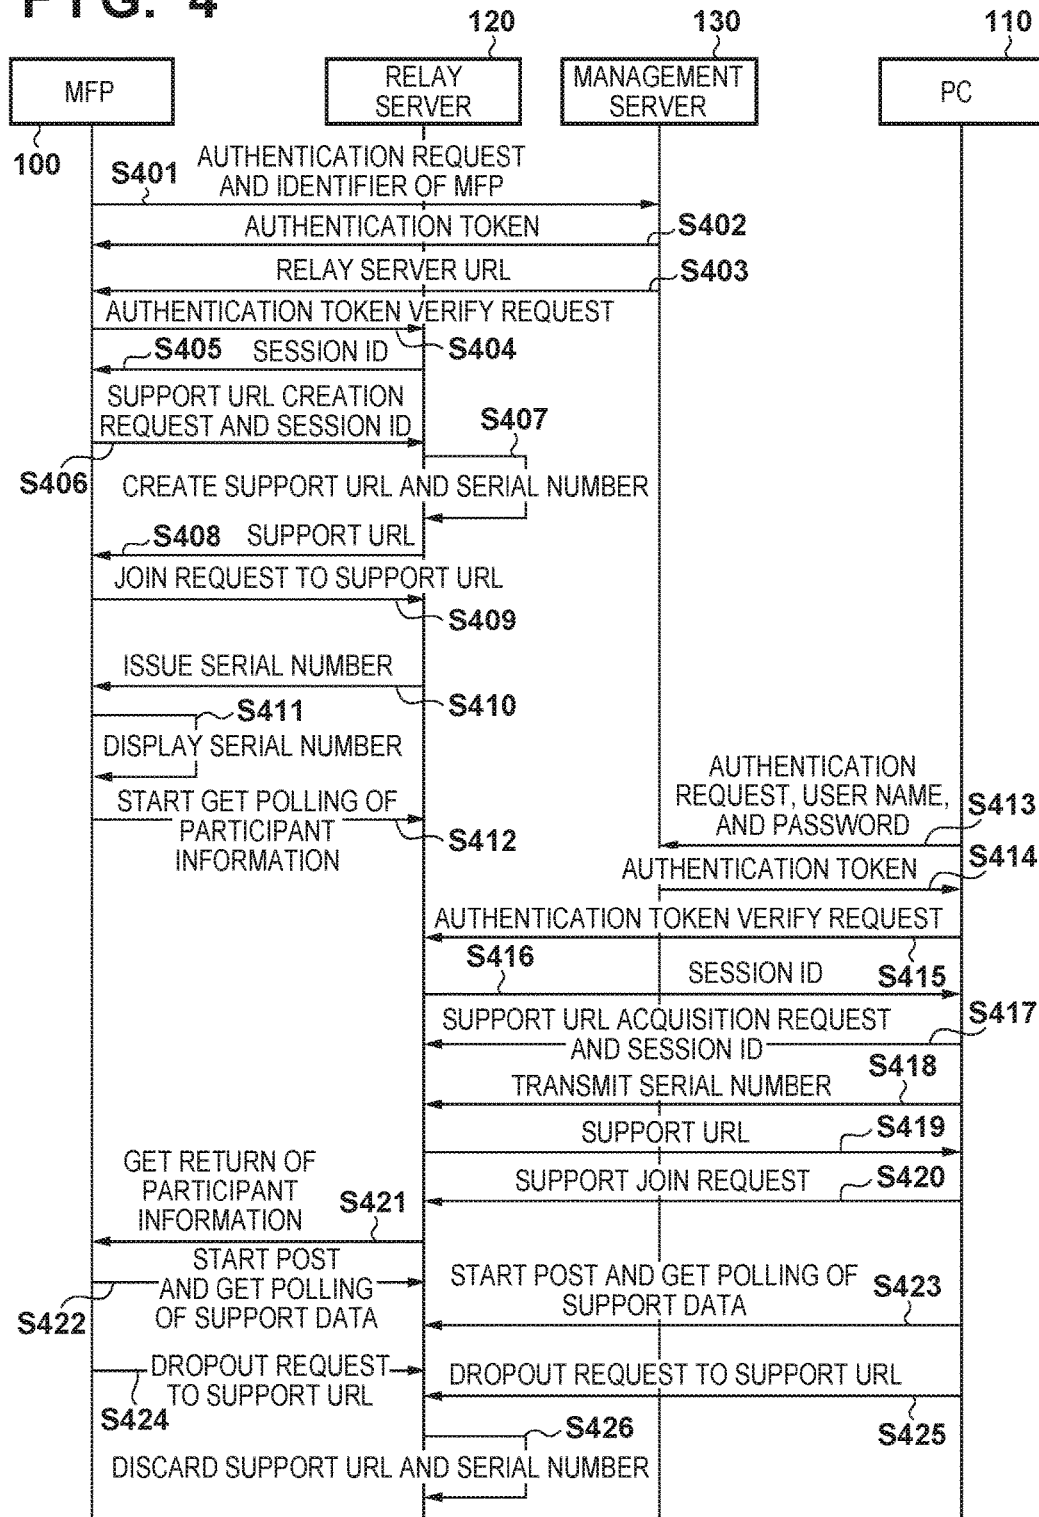 FIG. 4
120
130
110
MFP
RELAY
SERVER
MANAGEMENT
SERVER
PC
100
S401
AUTHENTICATION REQUEST
AND IDENTIFIER OF MFP
AUTHENTICATION TOKEN
S402
RELAY SERVER URL
S403
AUTHENTICATION TOKEN VERIFY REQUEST
S404
S405
SESSION ID
SUPPORT URL CREATION
REQUEST AND SESSION ID
S406
S407
CREATE SUPPORT URL AND SERIAL NUMBER
S408
SUPPORT URL
JOIN REQUEST TO SUPPORT URL
S409
ISSUE SERIAL NUMBER
S410
S411
DISPLAY SERIAL NUMBER
START GET POLLING OF
PARTICIPANT
INFORMATION
S412
AUTHENTICATION
REQUEST, USER NAME,
AND PASSWORD
S413
AUTHENTICATION TOKEN
S414
AUTHENTICATION TOKEN VERIFY REQUEST
S415
S416
SESSION ID
SUPPORT URL ACQUISITION REQUEST
AND SESSION ID
S417
TRANSMIT SERIAL NUMBER
S418
SUPPORT URL
S419
SUPPORT JOIN REQUEST
S420
GET RETURN OF
PARTICIPANT
INFORMATION
S421
START POST
AND GET POLLING
OF SUPPORT DATA
S422
START POST AND GET POLLING OF
SUPPORT DATA
S423
DROPOUT REQUEST
TO SUPPORT URL
S424
DROPOUT REQUEST TO SUPPORT URL
S425
S426
DISCARD SUPPORT URL AND SERIAL NUMBER